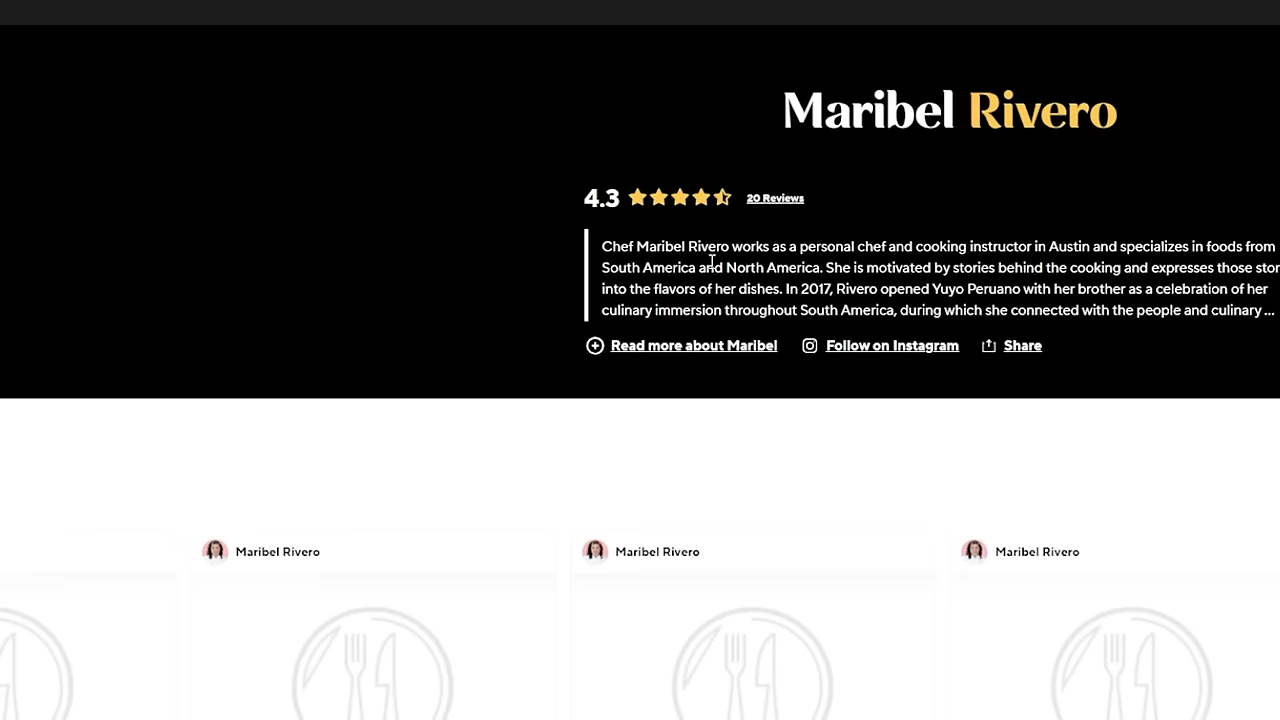 Maribel Rivero
4.3
20 Reviews
Chef Maribel Rivero works as a personal chef and cooking instructor in Austin and specializes in foods from
South America and North America. She is motivated by stories behind the cooking and expresses those
into the flavors of her dishes. In 2017, Rivero opened Yuyo Peruano with her brother as a celebration of her
culinary immersion throughout South America, during which she connected with the people and culinary ...
Read more about Maribel
Follow on Instagram
Share
Maribel Rivero
Maribel Rivero
Maribel Rivero